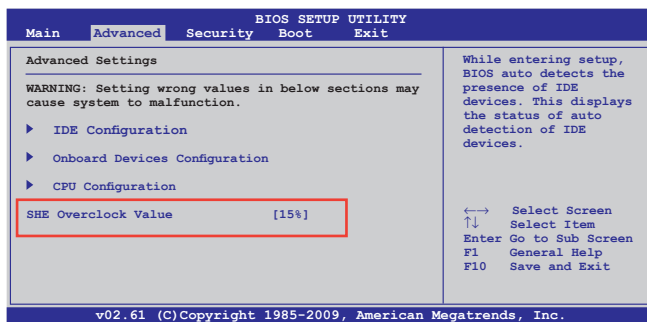 BIOS SETUP UTILITY
Main Advanced Security Boot Exit
Advanced Settings
WARNING: Setting wrong values in below sections may
cause system to malfunction.
IDE Configuration
Onboard Devices Configuration
CPU Configuration
SHE Overclock Value [15%]
While entering setup,
BIOS auto detects the
presence of IDE
devices. This displays
the status of auto
detection of IDE
devices.
←→ Select Screen
↑↓ Select Item
Enter Go to Sub Screen
F1 General Help
F10 Save and Exit
v02.61 (C)Copyright 1985-2009, American Megatrends, Inc.